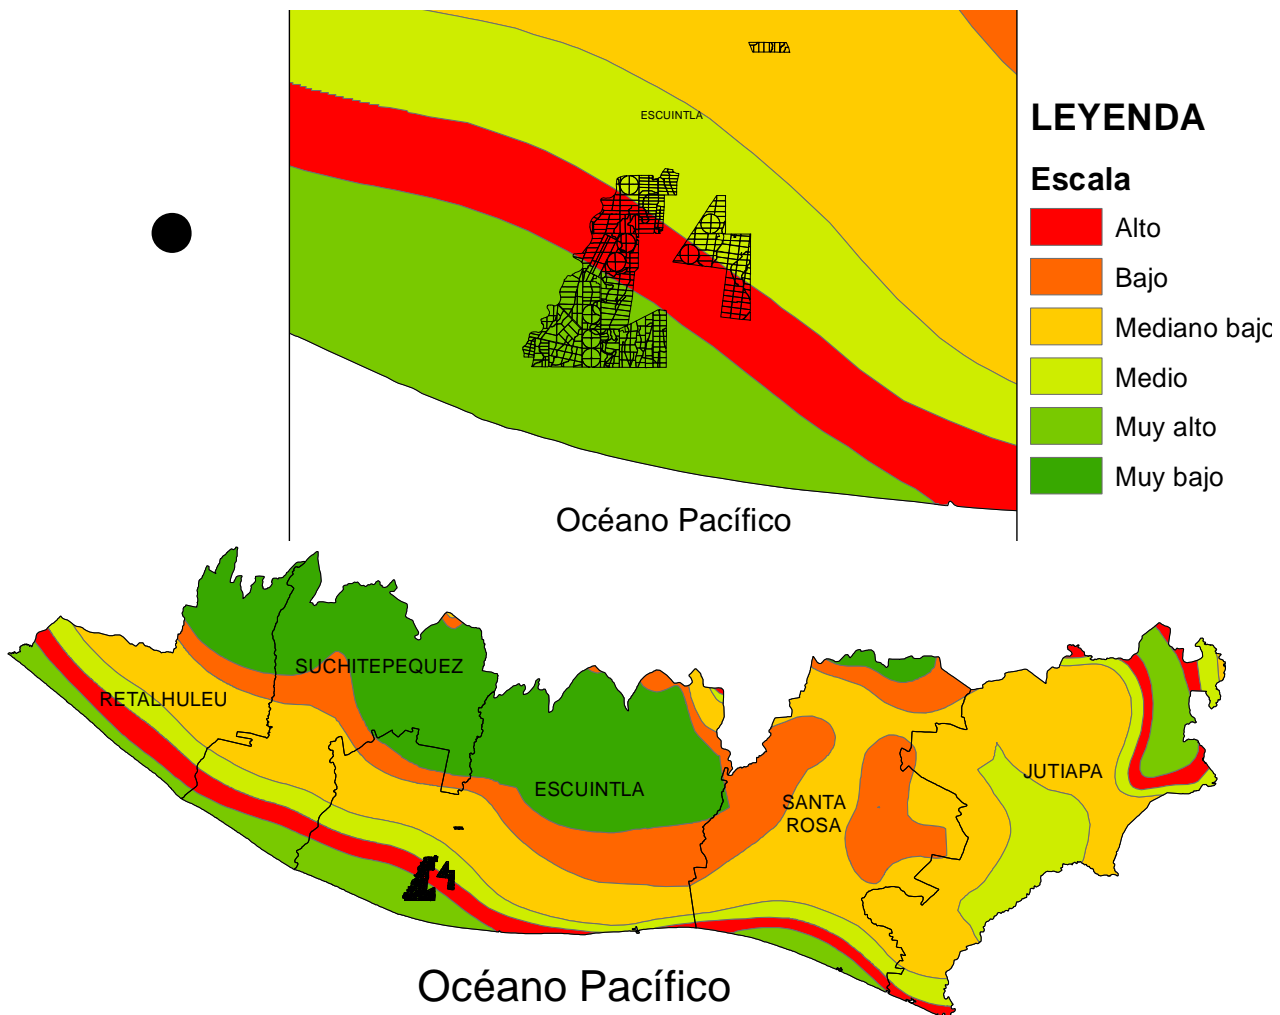 ESCUINTLA
Océano Pacífico
LEYENDA
Escala
Alto
Bajo
Mediano bajo
Medio
Muy alto
Muy bajo
SUCHITEPEQUEZ
RETALHULEU
ESCUINTLA
SANTA
ROSA
JUTIAPA
Océano Pacífico